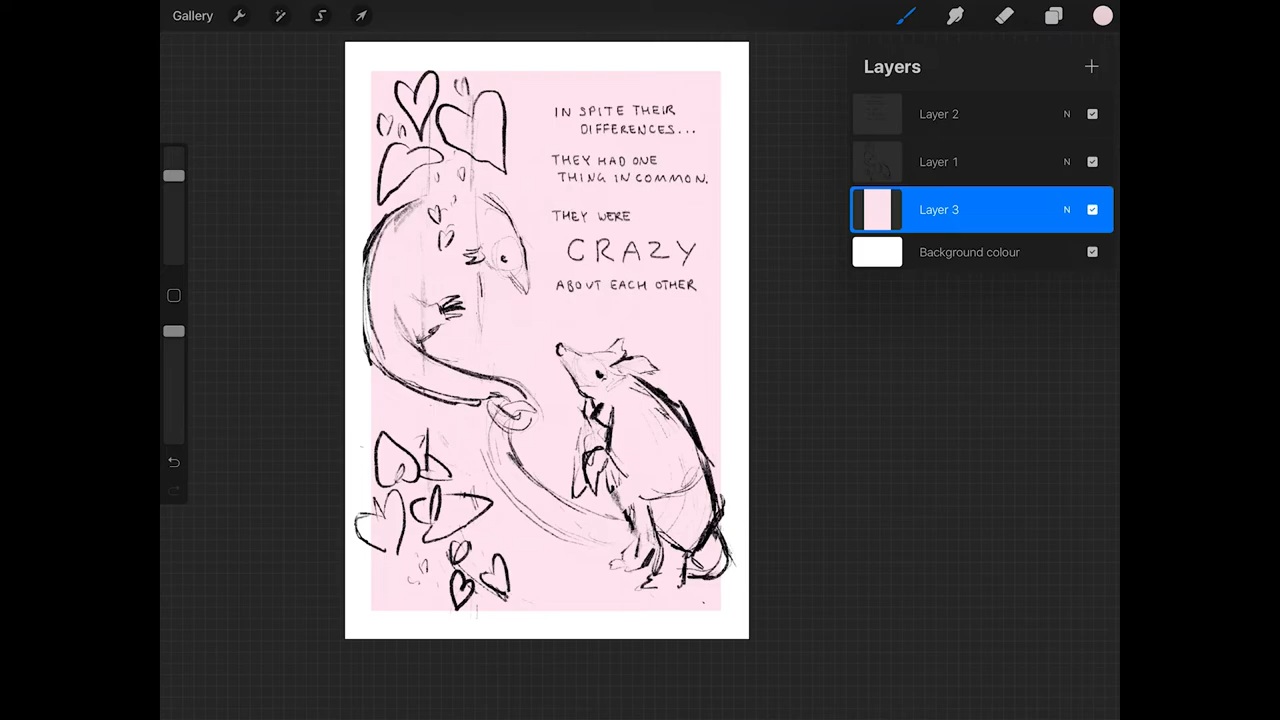 Gallery
IN SPITE THEIR
DIFFERENCES...
THEY HAD ONE
THING IN COMMON.
THEY WERE
CRAZY
ABOUT EACH OTHER
Layers
Layer 2 N
Layer 1 N
Layer 3 N
Background colour